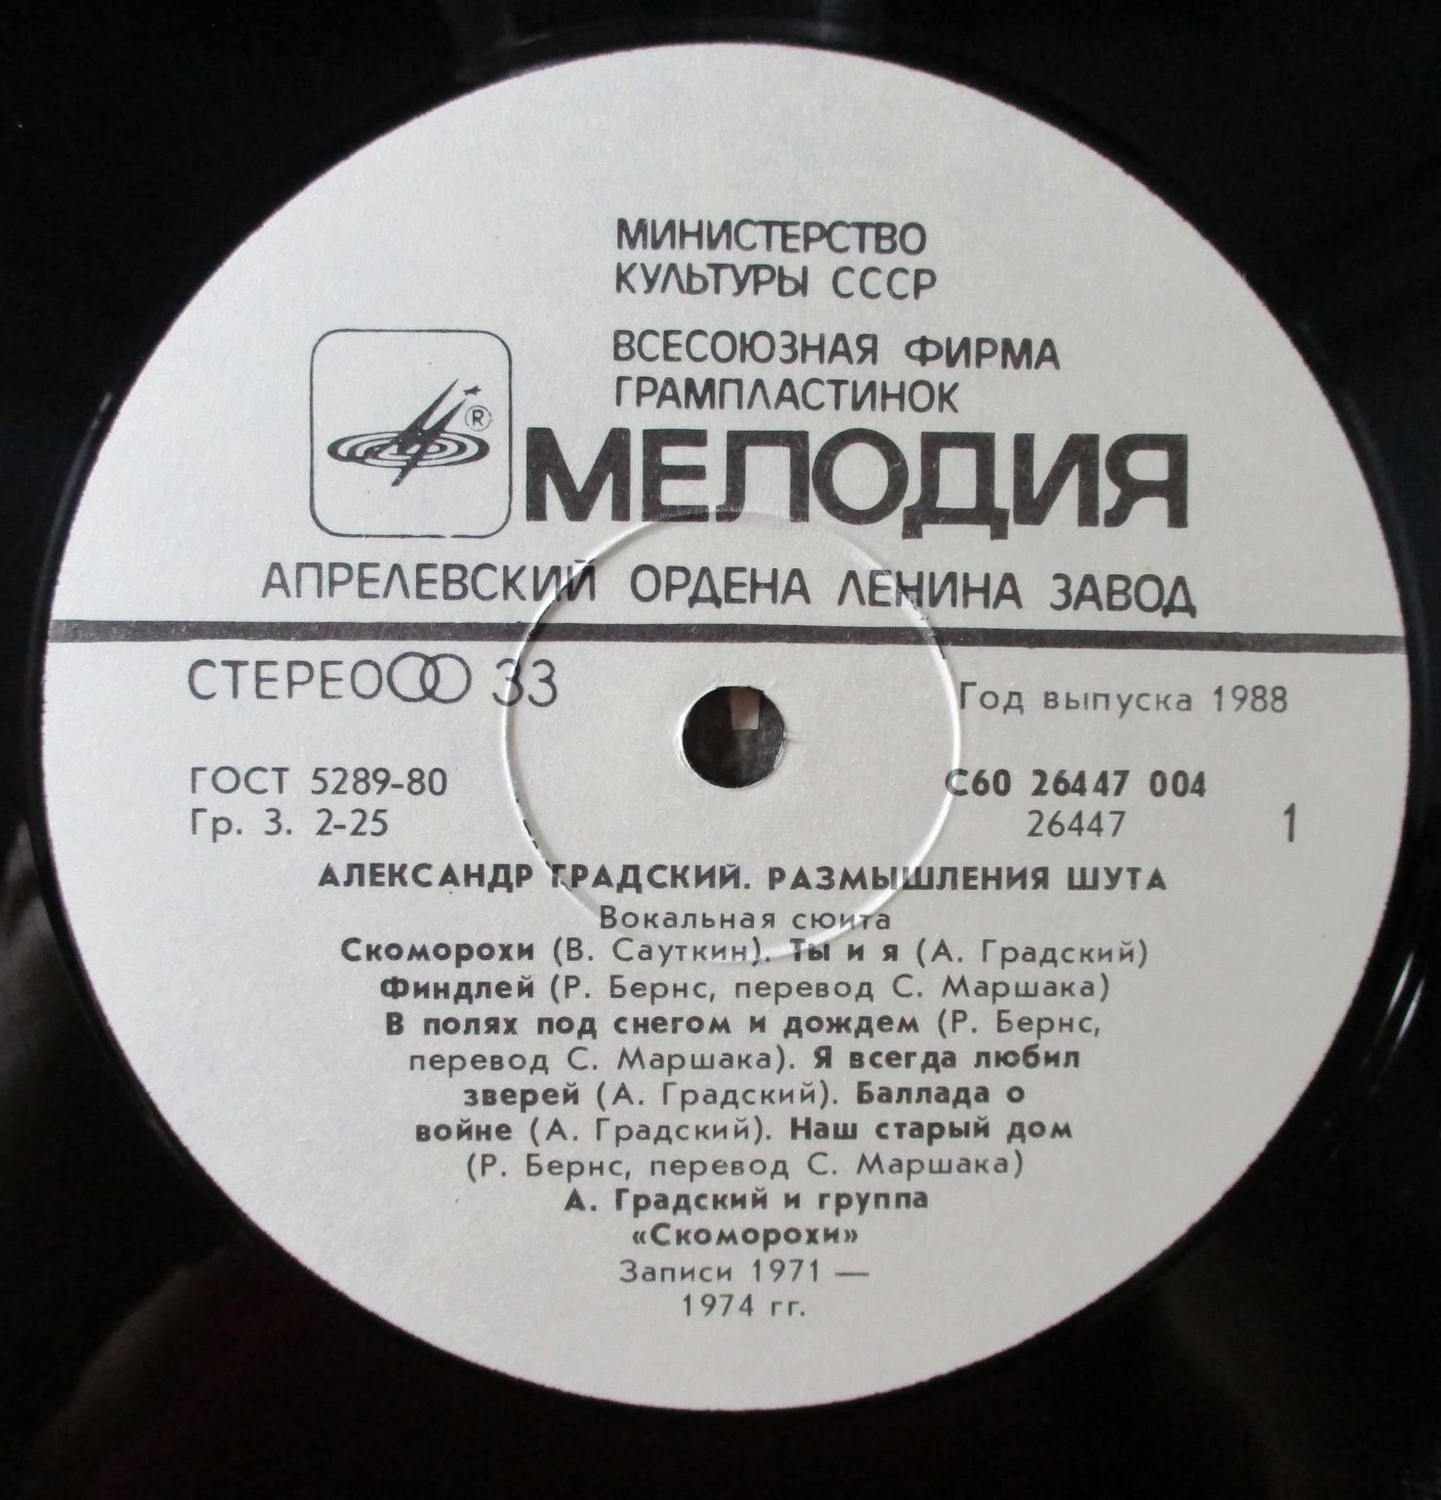 МИНИСТЕРСТВО
КУЛЬТУРЫ СССР
ВСЕСОЮЗНАЯ ФИРМА
ГРАМПЛАСТИНОК
®
МЕЛОДИЯ
АПРЕЛЕВСКИЙ ОРДЕНА ЛЕНИНА ЗАВОД
СТЕРЕО 33
Год выпуска 1988
ГОСТ 5289-80
С60 26447 004
Гр. 3. 2-25
26447
1
АЛЕКСАНДР ГРАДСКИЙ. РАЗМЫШЛЕНИЯ ШУТА
Вокальная сюита
Скоморохи (В. Сауткин). Ты и я (А. Градский)
Финдлей (Р. Бернс, перевод С. Маршака)
В полях под снегом и дождем (Р. Бернс,
перевод С. Маршака). Я всегда любил
зверей (А. Градский). Баллада о
войне (А. Градский). Наш старый дом
(Р. Бернс, перевод С. Маршака)
А. Градский и группа
«Скоморохи»
Записи 1971 —
1974 гг.